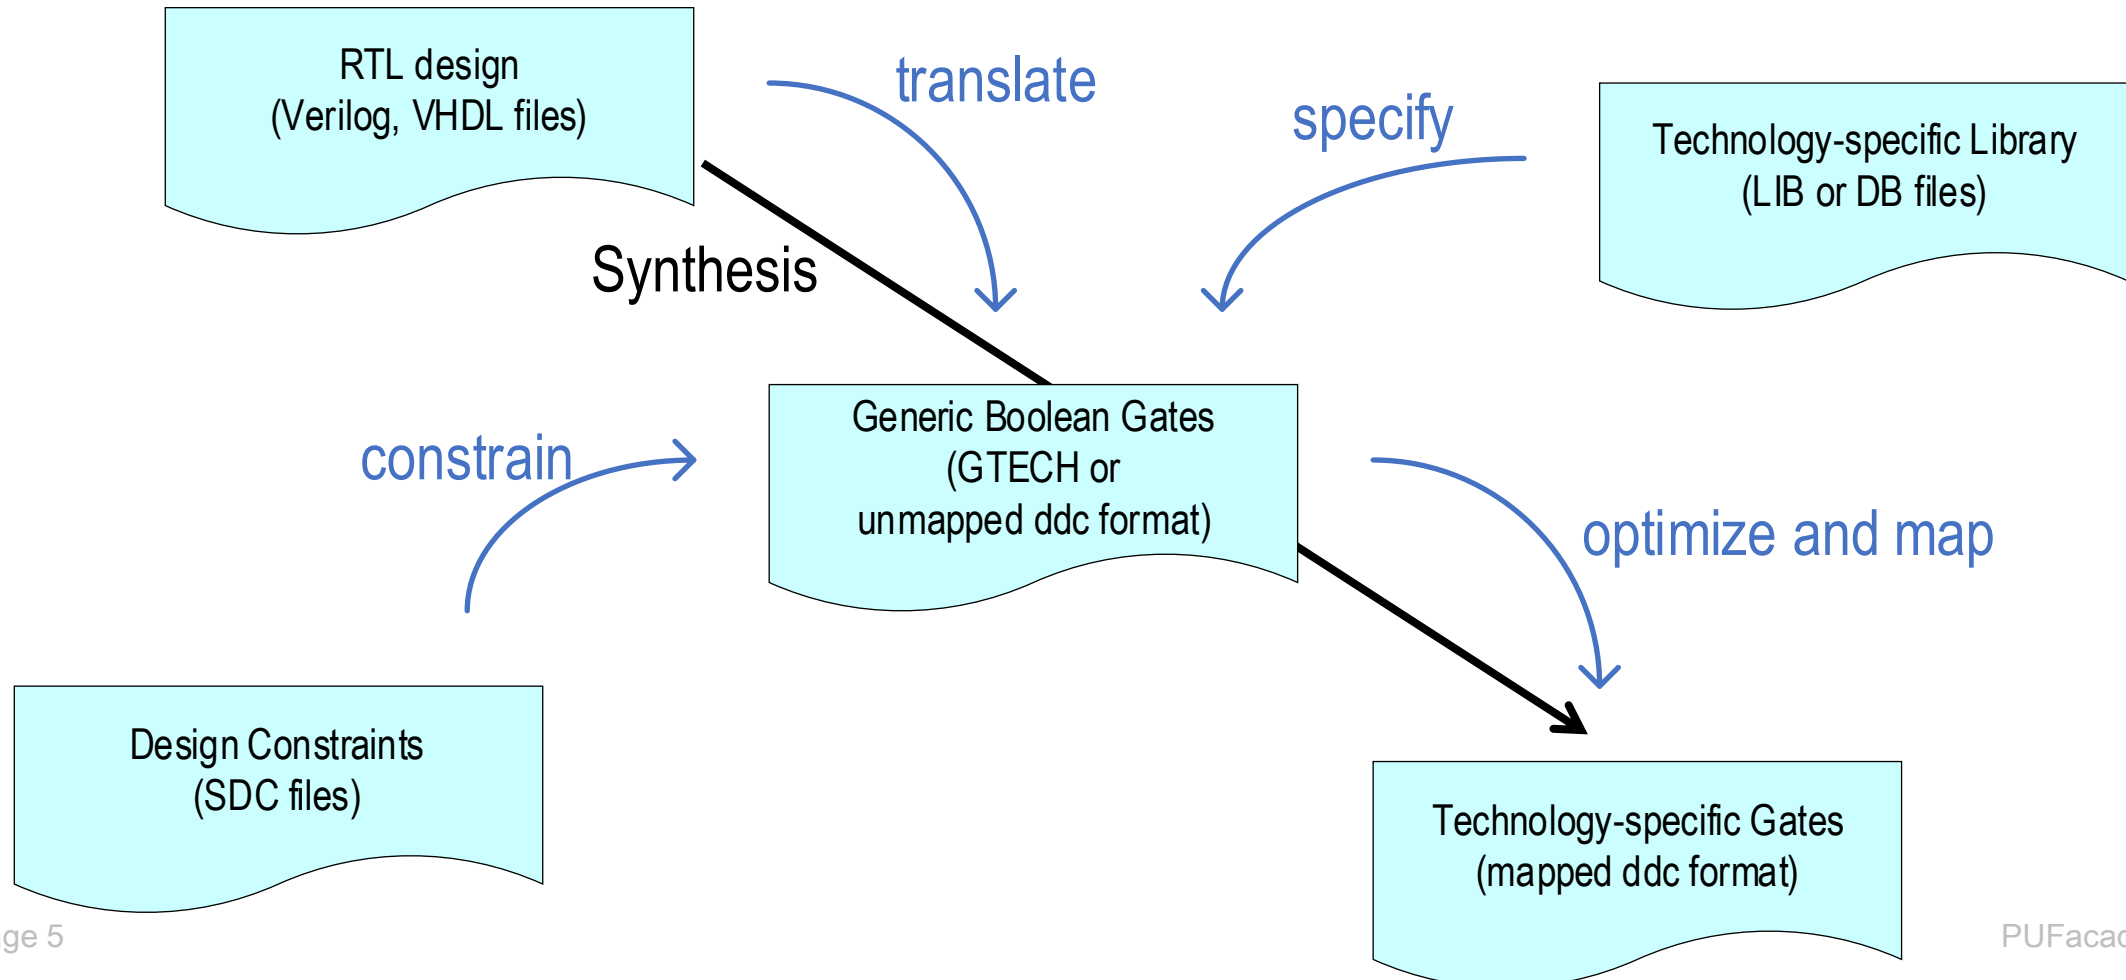 RTL design
(Verilog, VHDL files)
translate
specify
Technology-specific Library
(LIB or DB files)
Synthesis
Generic Boolean Gates
(GTECH or
unmapped ddc format)
constrain
optimize and map
Design Constraints
(SDC files)
Technology-specific Gates
(mapped ddc format)
ge 5
PUFacad